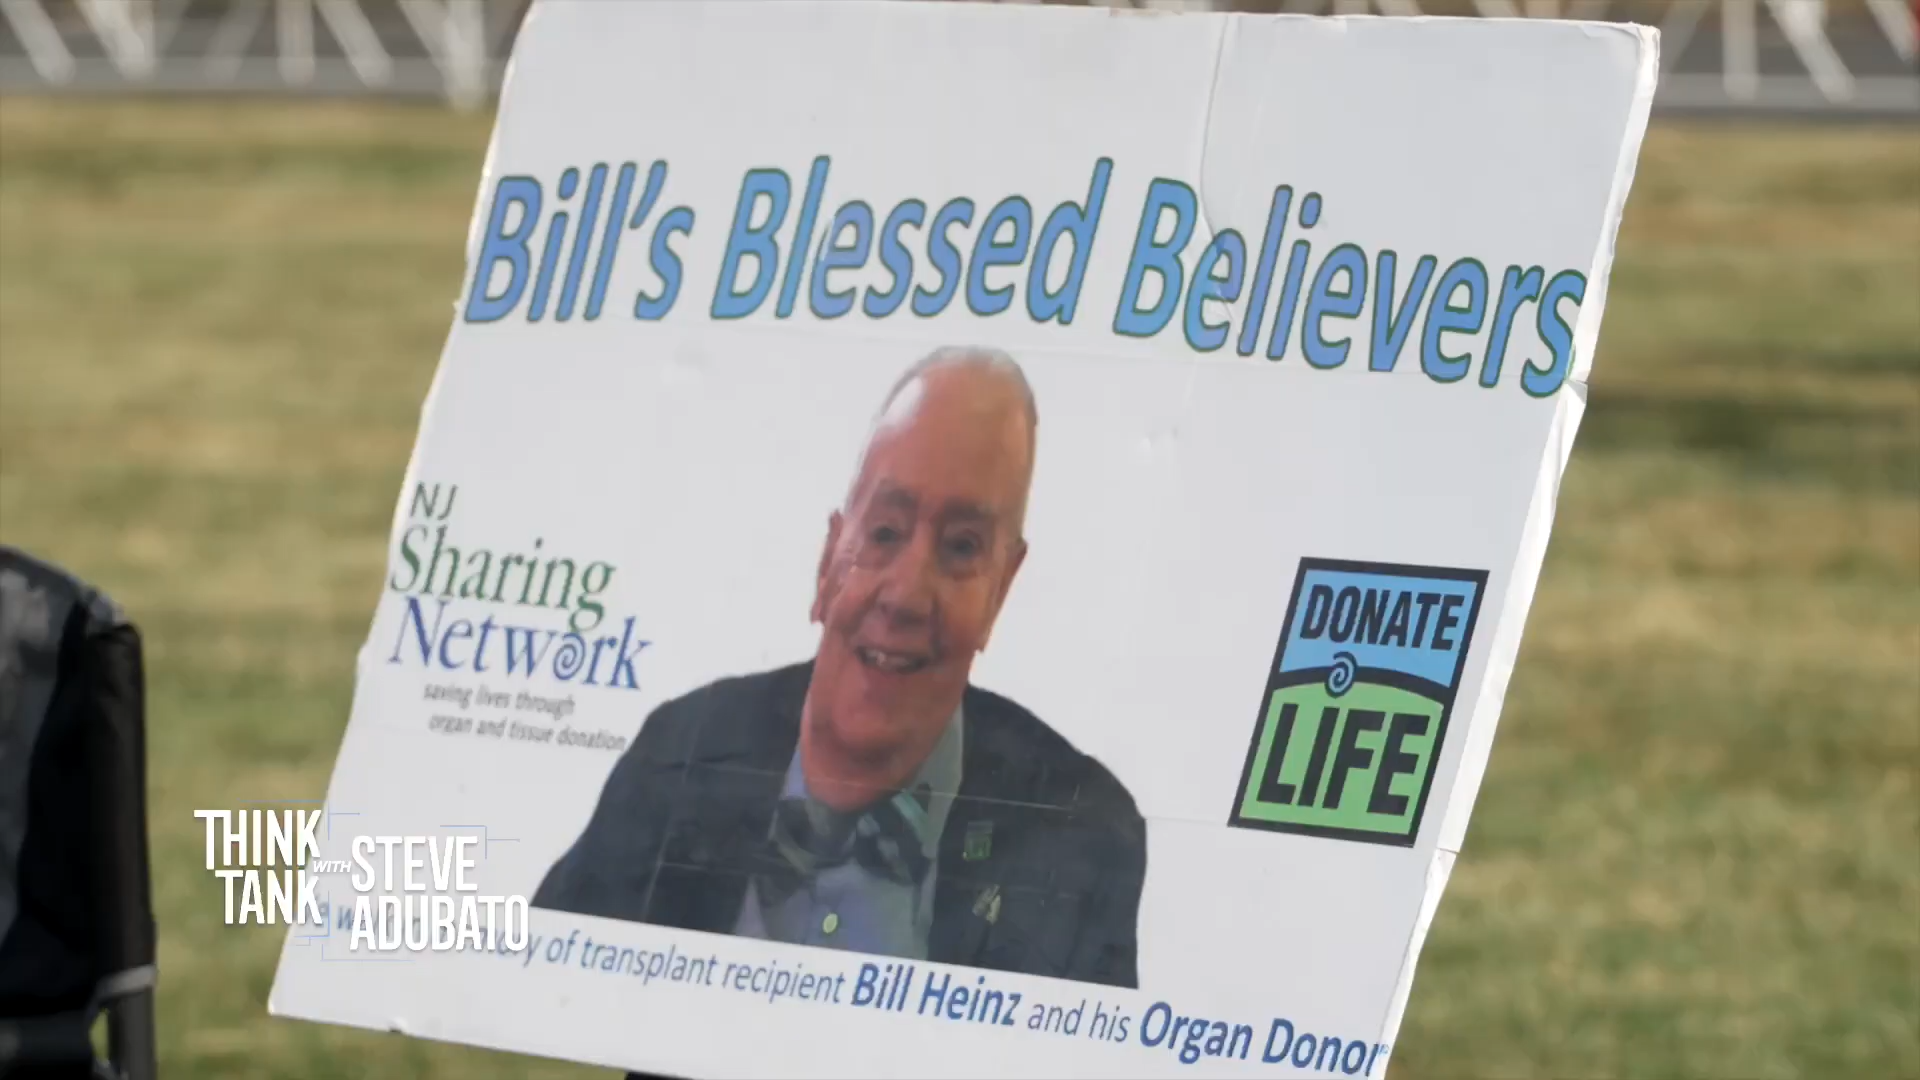 Bill's Blessed Believers
NJ
Sharing
Network
saving lives through
organ and tissue donation
DONATE
LIFE
of transplant recipient Bill Heinz and his Organ Donor
THINK
TANK
WITH
STEVE
ADUBATO